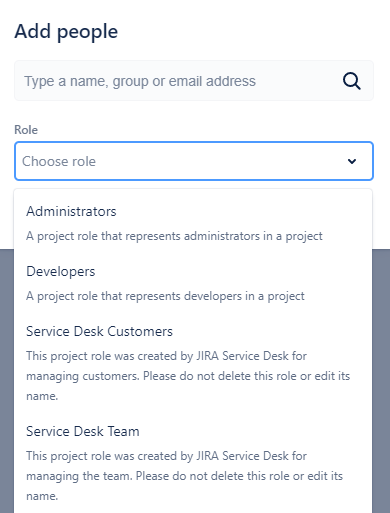 Add people
Type a name, group or email address
Role
Choose role
Administrators
A project role that represents administrators in a project
Developers
A project role that represents developers in a project
Service Desk Customers
This project role was created by JIRA Service Desk for
managing customers. Please do not delete this role or edit its
name.
Service Desk Team
This project role was created by JIRA Service Desk for
managing the team. Please do not delete this role or edit its
name.